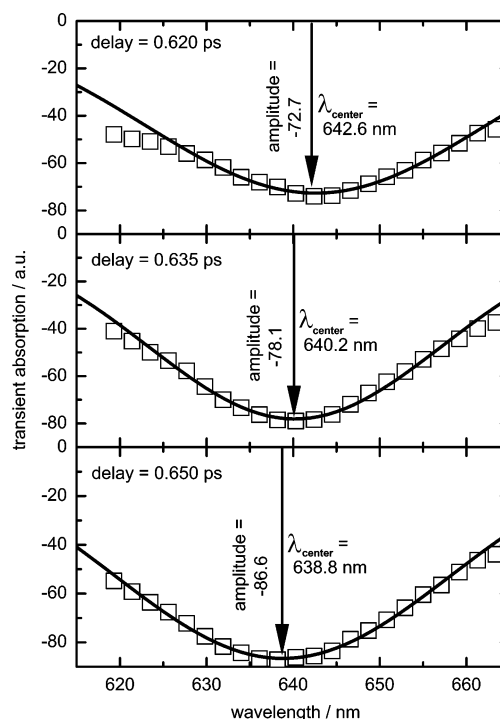 0
delay = 0.620 ps
-20
-40
-60
-80
amplitude =
-72.7
λcenter =
642.6 nm
0
delay = 0.635 ps
-20
-40
-60
-80
amplitude =
-78.1
λcenter =
640.2 nm
transient absorption / a.u.
0
delay = 0.650 ps
-20
-40
-60
-80
amplitude =
-86.6
λcenter =
638.8 nm
620 630 640 650 660
wavelength / nm